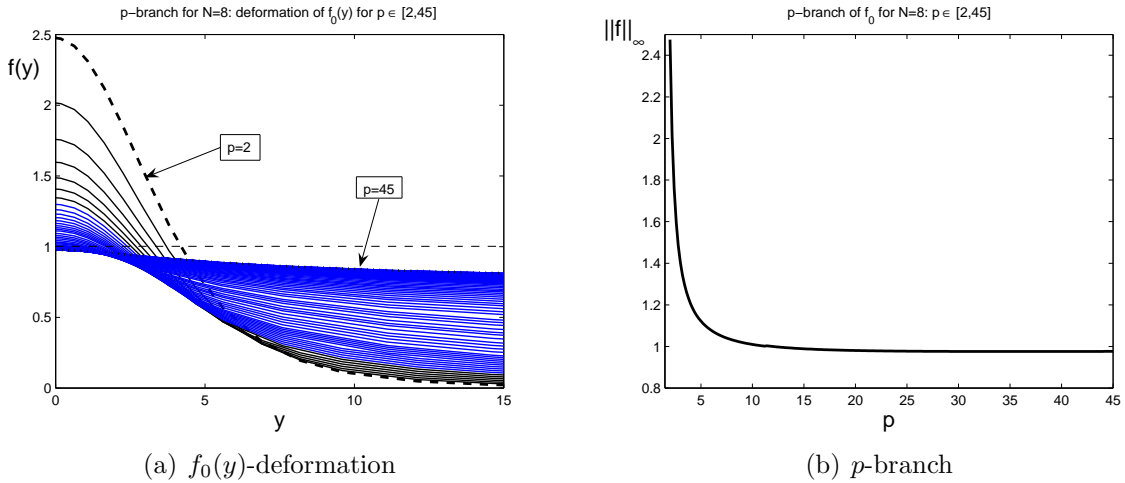 p−branch for N=8: deformation of f₀(y) for p ∈ [2,45]
2.5
2
1.5
1
0.5
0
f(y)
p=2
p=45
0 5 10 15
y
(a) f₀(y)-deformation
p−branch of f₀ for N=8: p ∈ [2,45]
||f||∞
2.4
2.2
2
1.8
1.6
1.4
1.2
1
0.8
5 10 15 20 25 30 35 40 45
p
(b) p-branch